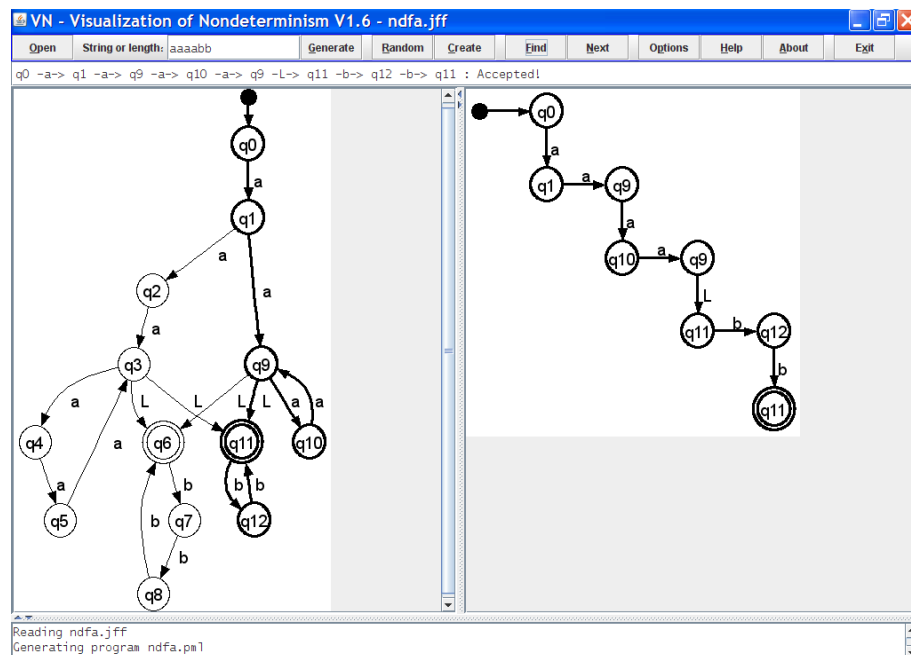 VN - Visualization of Nondeterminism V1.6 - ndfa.jff
Open String or length: aaaabb Generate Random Create Find Next Options Help About Exit
q0 -a-> q1 -a-> q9 -a-> q10 -a-> q9 -L-> q11 -b-> q12 -b-> q11 : Accepted!
q0
a
q1
a
q2
a
a
q3
q9
a
L
L
L
L
a
a
q4
q6
q11
q10
a
a
b
b
b
b
q5
q7
q12
b
q8
q0
a
q1
a
q9
a
q10
a
q9
L
q11
b
q12
b
q11
Reading ndfa.jff
Generating program ndfa.pml